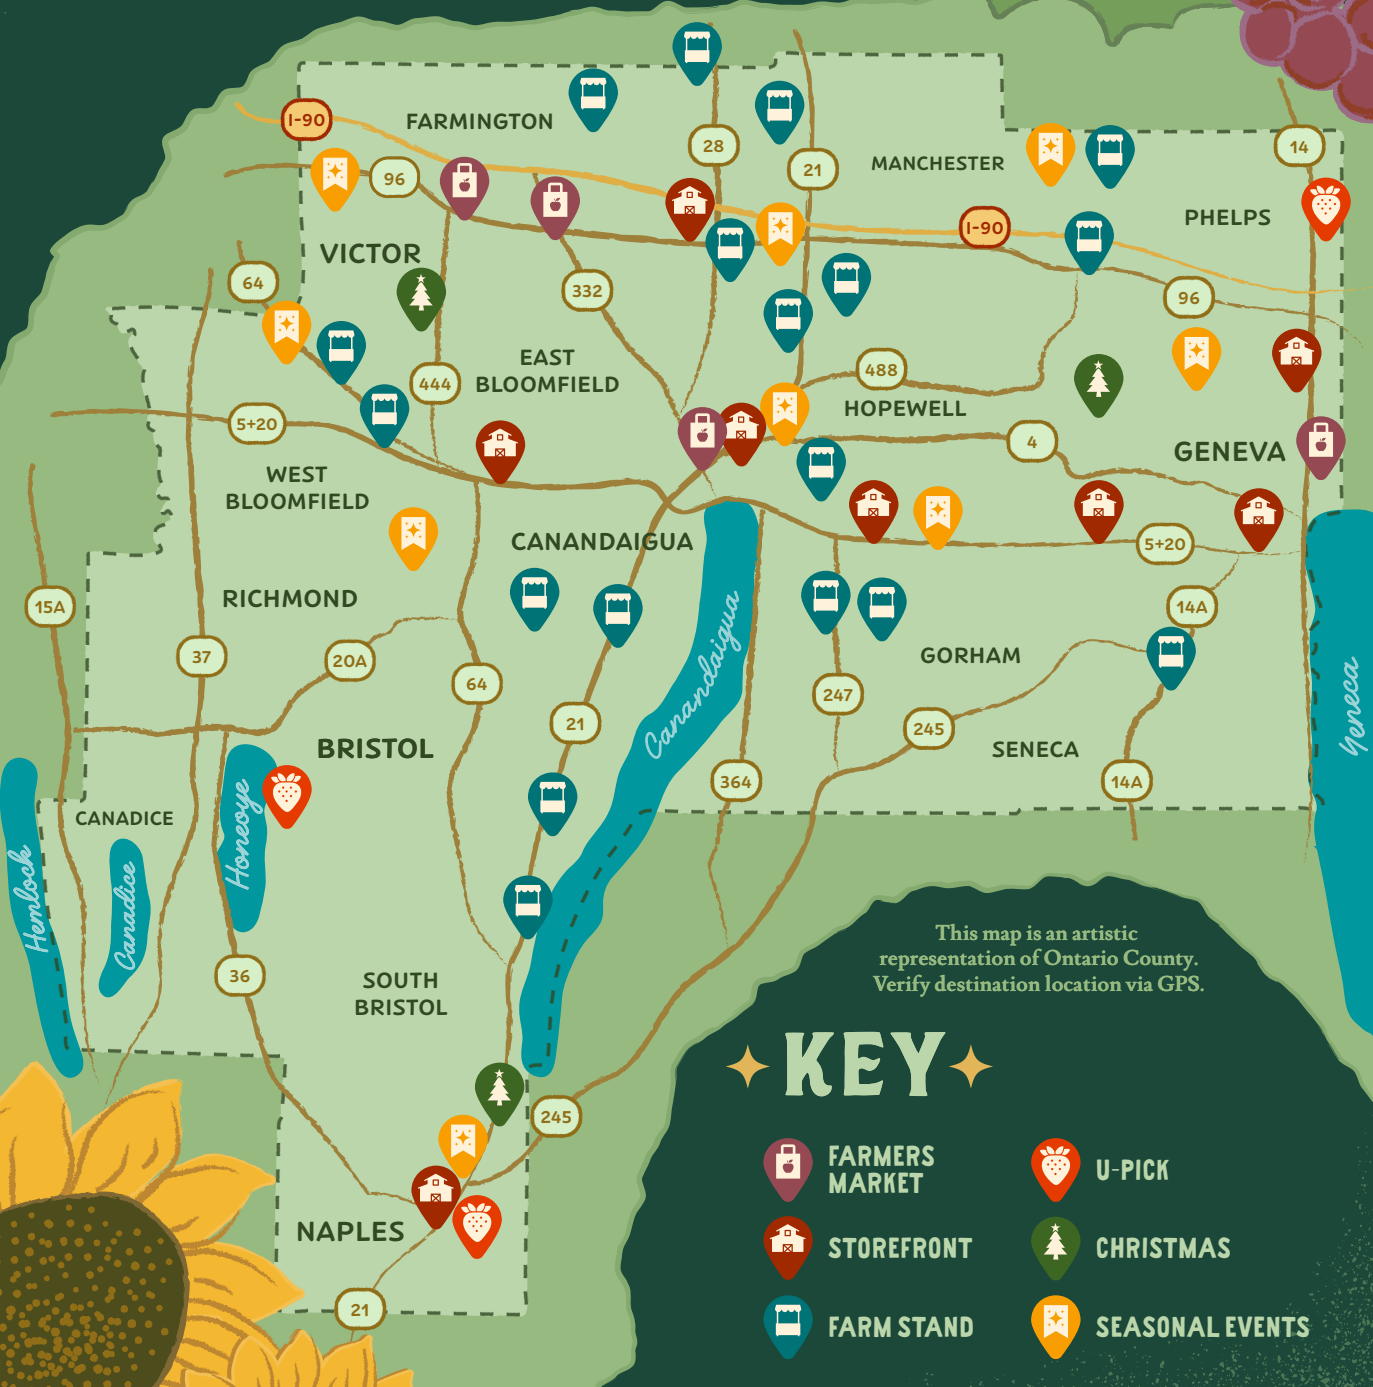 FARMINGTON
I-90
28
21
MANCHESTER
14
96
PHELPS
I-90
VICTOR
64
332
96
EAST
BLOOMFIELD
444
488
HOPEWELL
5+20
4
GENEVA
WEST
BLOOMFIELD
CANANDAIGUA
5+20
RICHMOND
15A
14A
Canandaigua
37
20A
64
GORHAM
247
21
245
BRISTOL
SENECA
Seneca
364
14A
CANADICE
Honeoye
Hemlock
Canadice
36
SOUTH
BRISTOL
245
NAPLES
21
This map is an artistic
representation of Ontario County.
Verify destination location via GPS.
KEY
FARMERS
MARKET
U-PICK
STOREFRONT
CHRISTMAS
FARM STAND
SEASONAL EVENTS